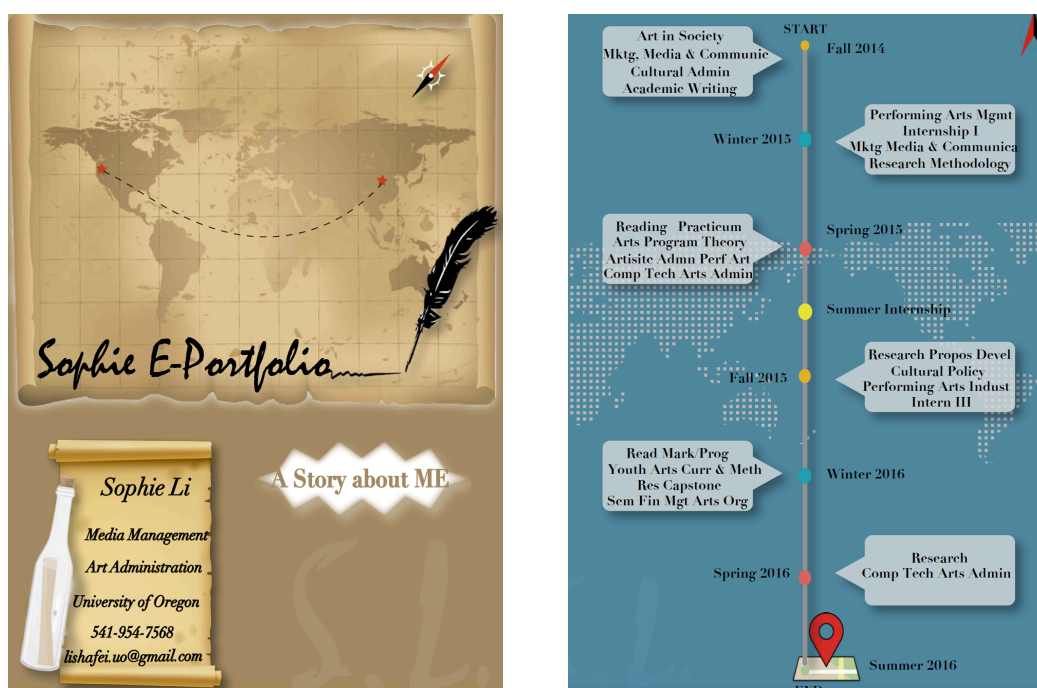 Sophie E-Portfolio
Sophie Li
Media Management
Art Administration
University of Oregon
541-954-7568
lishafei.uo@gmail.com
A Story about ME
S.L.
START
Fall 2014
Art in Society
Mktg, Media & Communic
Cultural Admin
Academic Writing
Winter 2015
Performing Arts Mgmt
Internship I
Mktg Media & Communica
Research Methodology
Spring 2015
Reading Practicum
Arts Program Theory
Artisite Admn Perf Art
Comp Tech Arts Admin
Summer Internship
Fall 2015
Research Propos Devel
Cultural Policy
Performing Arts Indust
Intern III
Winter 2016
Read Mark/Prog
Youth Arts Curr & Meth
Res Capstone
Sem Fin Mgt Arts Org
Spring 2016
Research
Comp Tech Arts Admin
Summer 2016